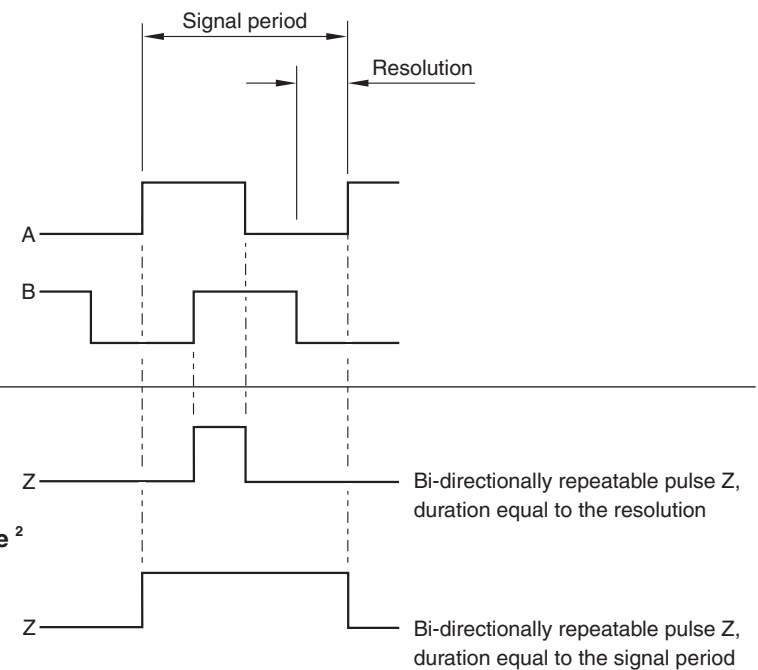 Signal period
Resolution
A
B
Z
Bi-directionally repeatable pulse Z,
duration equal to the resolution
e ²
Z
Bi-directionally repeatable pulse Z,
duration equal to the signal period